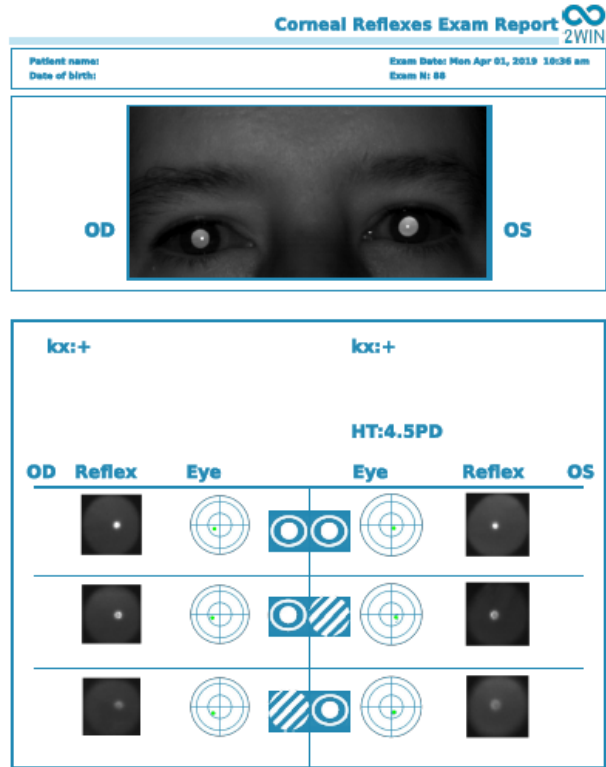 Corneal Reflexes Exam Report
2WIN
Patient name:
Exam Date: Mon Apr 01, 2019 10:36 am
Date of birth:
Exam N: 88
OD
OS
kx:+
kx:+
HT:4.5PD
OD Reflex Eye Eye Reflex OS